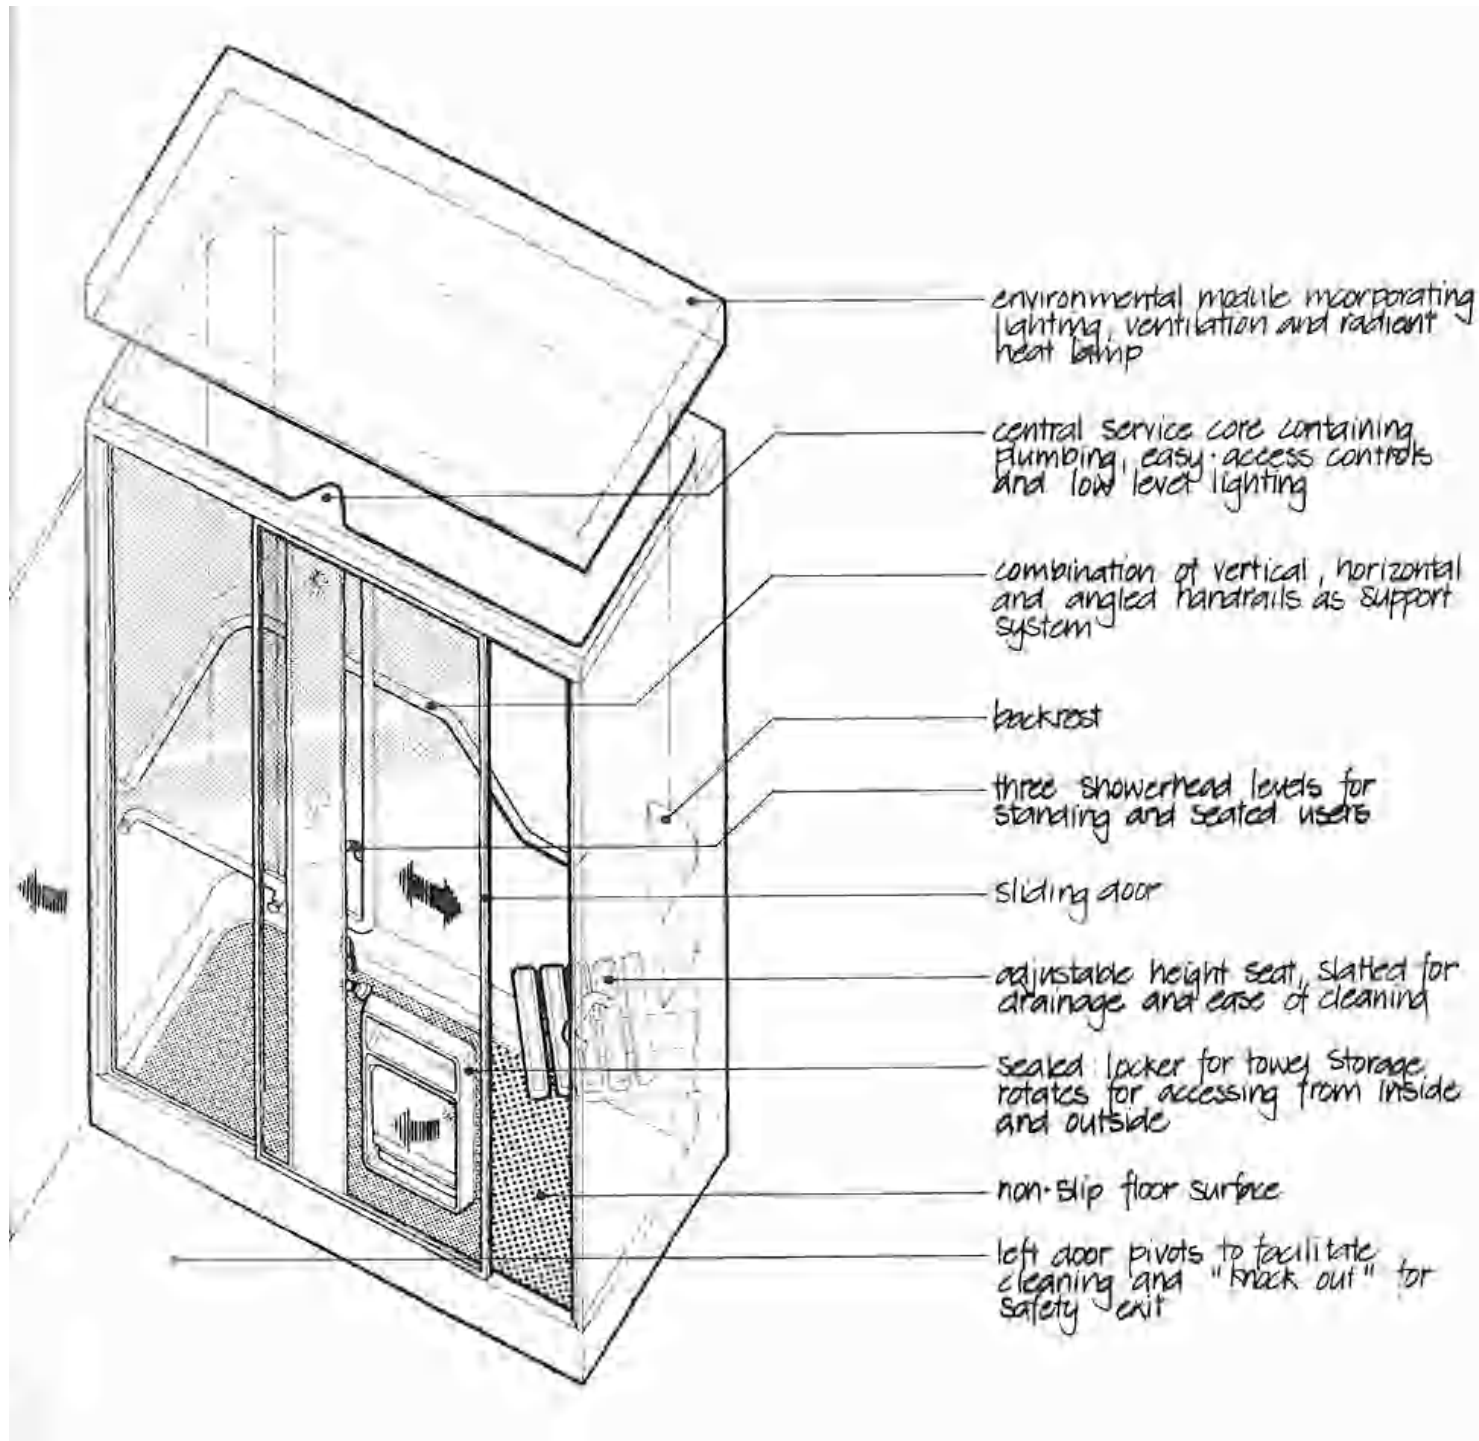 environmental module incorporating
lighting, ventilation and radient
heat lamp
central service core containing
plumbing, easy-access controls
and low level lighting
combination of vertical, horizontal
and angled handrails as support
system
backrest
three showerhead levels for
standing and seated users
sliding door
adjustable height seat, slatted for
drainage and ease of cleaning
sealed locker for towel storage,
rotates for accessing from inside
and outside
non-slip floor surface
left door pivots to facilitate
cleaning and "knock out" for
safety exit